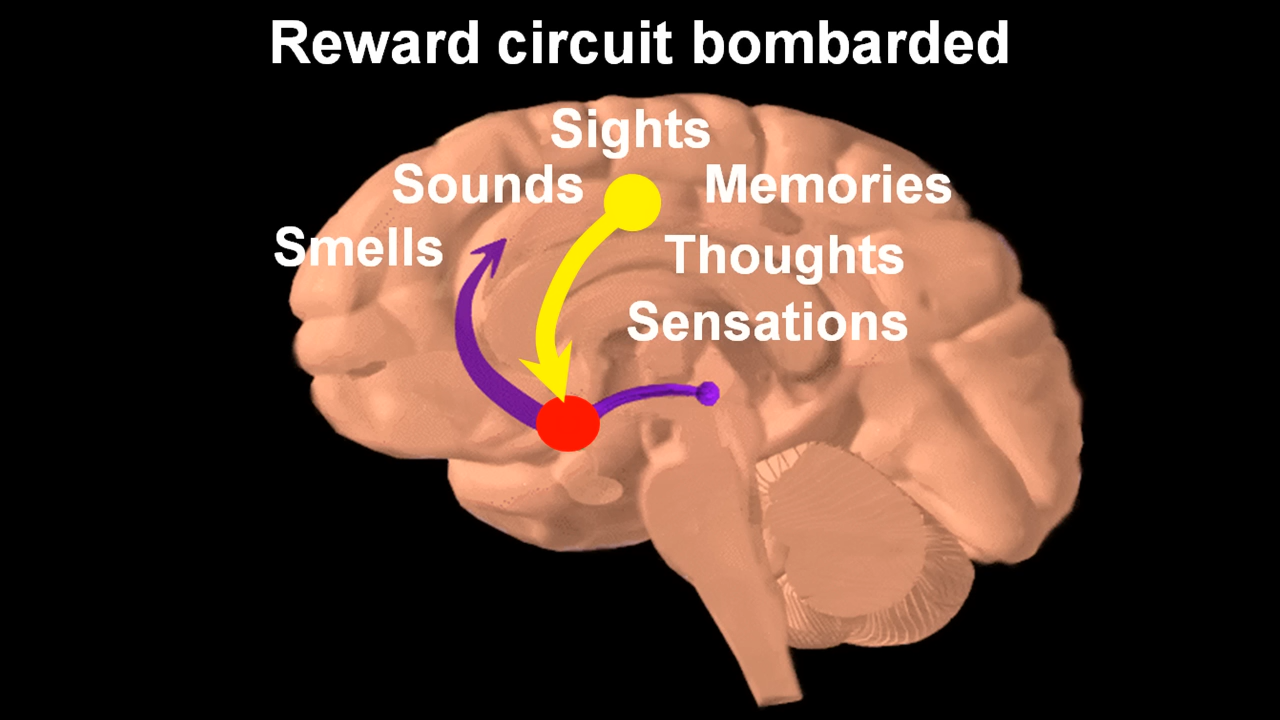 Reward circuit bombarded
Sights
Sounds
Memories
Smells
Thoughts
Sensations